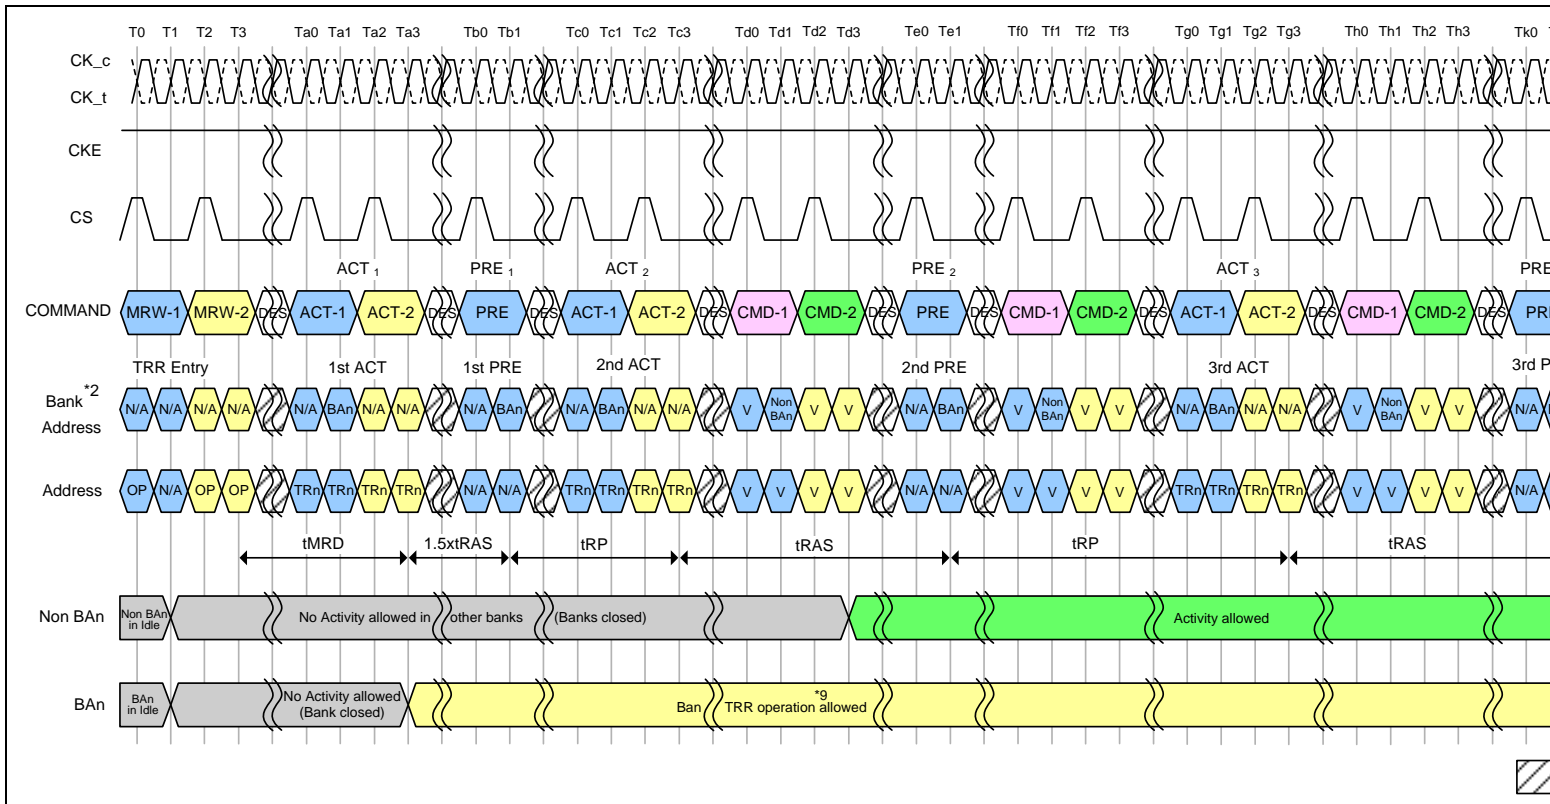 T0 T1 T2 T3 Ta0 Ta1 Ta2 Ta3 Tb0 Tb1 Tc0 Tc1 Tc2 Tc3 Td0 Td1 Td2 Td3 Te0 Te1 Tf0 Tf1 Tf2 Tf3 Tg0 Tg1 Tg2 Tg3 Th0 Th1 Th2 Th3 Tk0 T
CK_c
CK_t
CKE
CS
ACT 1 PRE 1 ACT 2 PRE 2 ACT 3 PRE
COMMAND MRW-1 MRW-2 DES ACT-1 ACT-2 DES PRE DES ACT-1 ACT-2 DES CMD-1 CMD-2 DES PRE DES CMD-1 CMD-2 DES ACT-1 ACT-2 DES CMD-1 CMD-2 DES PRE
TRR Entry 1st ACT 1st PRE 2nd ACT 2nd PRE 3rd ACT 3rd P
Bank *2
Address
N/A N/A N/A N/A N/A BAn N/A N/A N/A BAn N/A BAn N/A N/A V Non BAn V V N/A BAn V Non BAn V V N/A BAn N/A N/A V Non BAn V V N/A
Address OP N/A OP OP TRn TRn TRn TRn N/A N/A TRn TRn TRn TRn V V V V N/A N/A V V V V TRn TRn TRn TRn V V V V N/A
tMRD 1.5xtRAS tRP tRAS tRP tRAS
Non BAn
Non BAn
in Idle
No Activity allowed in other banks (Banks closed)
Activity allowed
BAn
BAn
in Idle
No Activity allowed
(Bank closed)
Ban TRR operation allowed *9